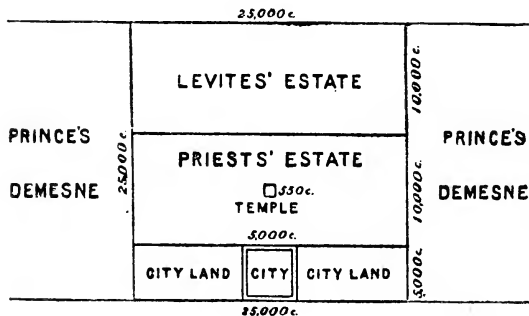 25,000 c.
LEVITES' ESTATE
10,000 c.
PRINCE'S
DEMESNE
25,000 c.
PRIESTS' ESTATE
550c.
TEMPLE
10,000 c.
PRINCE'S
DEMESNE
5,000 c.
CITY LAND
CITY
CITY LAND
5,000 c.
25,000 c.